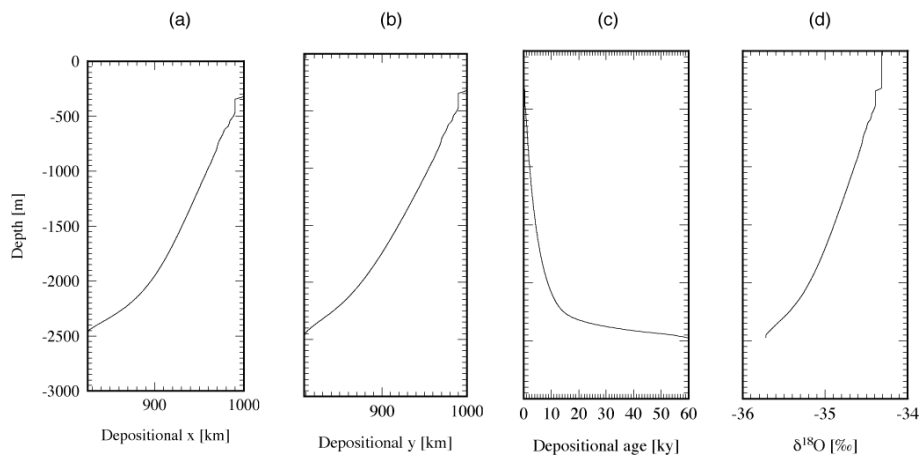 (a) (b) (c) (d)
0
-500
-1000
-1500
-2000
-2500
-3000
Depth [m]
900 1000 900 1000 0 10 20 30 40 50 60 -36 -35 -34
Depositional x [km] Depositional y [km] Depositional age [ky] δ¹⁸O [‰]